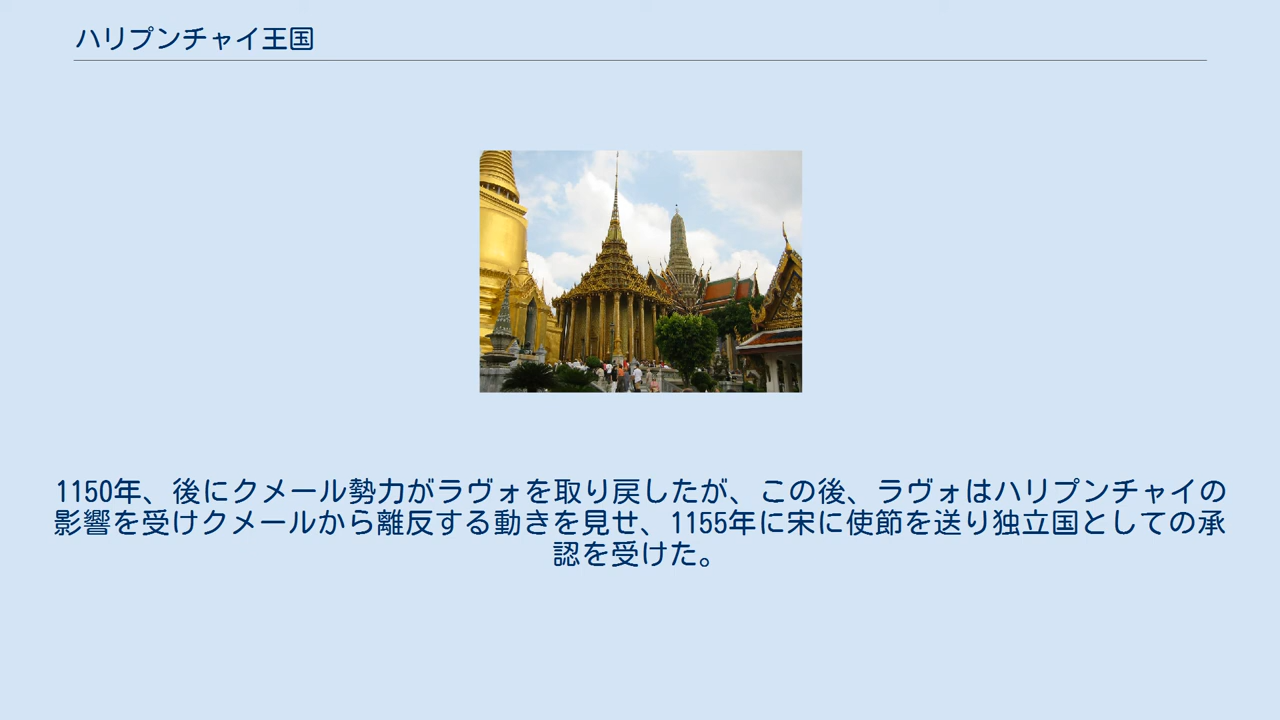 ハリプンチャイ王国
1150年、後にクメール勢力がラヴォを取り戻したが、この後、ラヴォはハリプンチャイの
影響を受けクメールから離反する動きを見せ、1155年に宋に使節を送り独立国としての承
認を受けた。